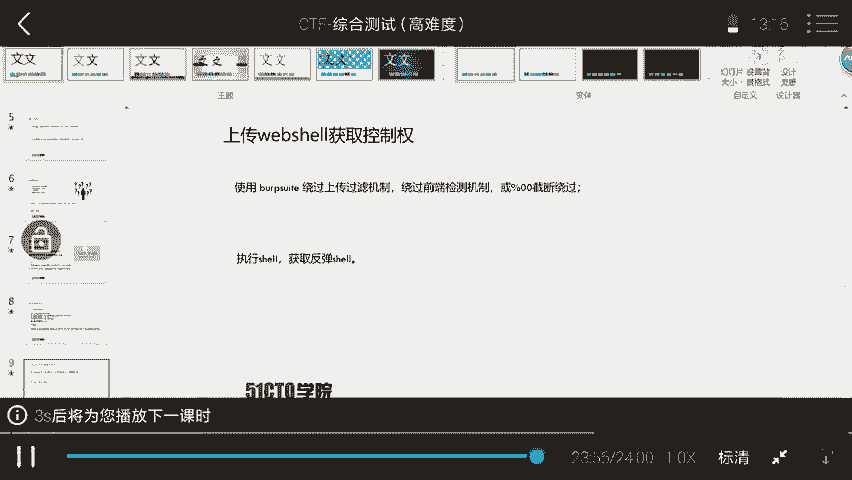 CTF-综合测试（高难度）
13:16
文文 文文 文文 文文 文文 文文 文文
幻灯片 设置背 设计
大小 景格式 灵感
主题 变体 自定义 设计器
5
6
7
8
9
上传webshell获取控制权
使用 burpsuite 绕过上传过滤机制，绕过前端检测机制，或%00截断绕过；
执行shell，获取反弹shell。
51CTO学院
3s后将为您播放下一课时
23:56/24:00 1.0X 标清